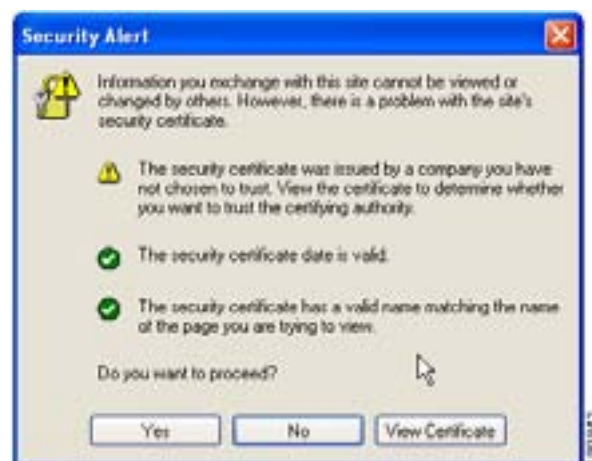 Security Alert
Information you exchange with this site cannot be viewed or
changed by others. However, there is a problem with the site's
security certificate.
The security certificate was issued by a company you have
not chosen to trust. View the certificate to determine whether
you want to trust the certifying authority.
The security certificate date is valid.
The security certificate has a valid name matching the name
of the page you are trying to view.
Do you want to proceed?
Yes
No
View Certificate